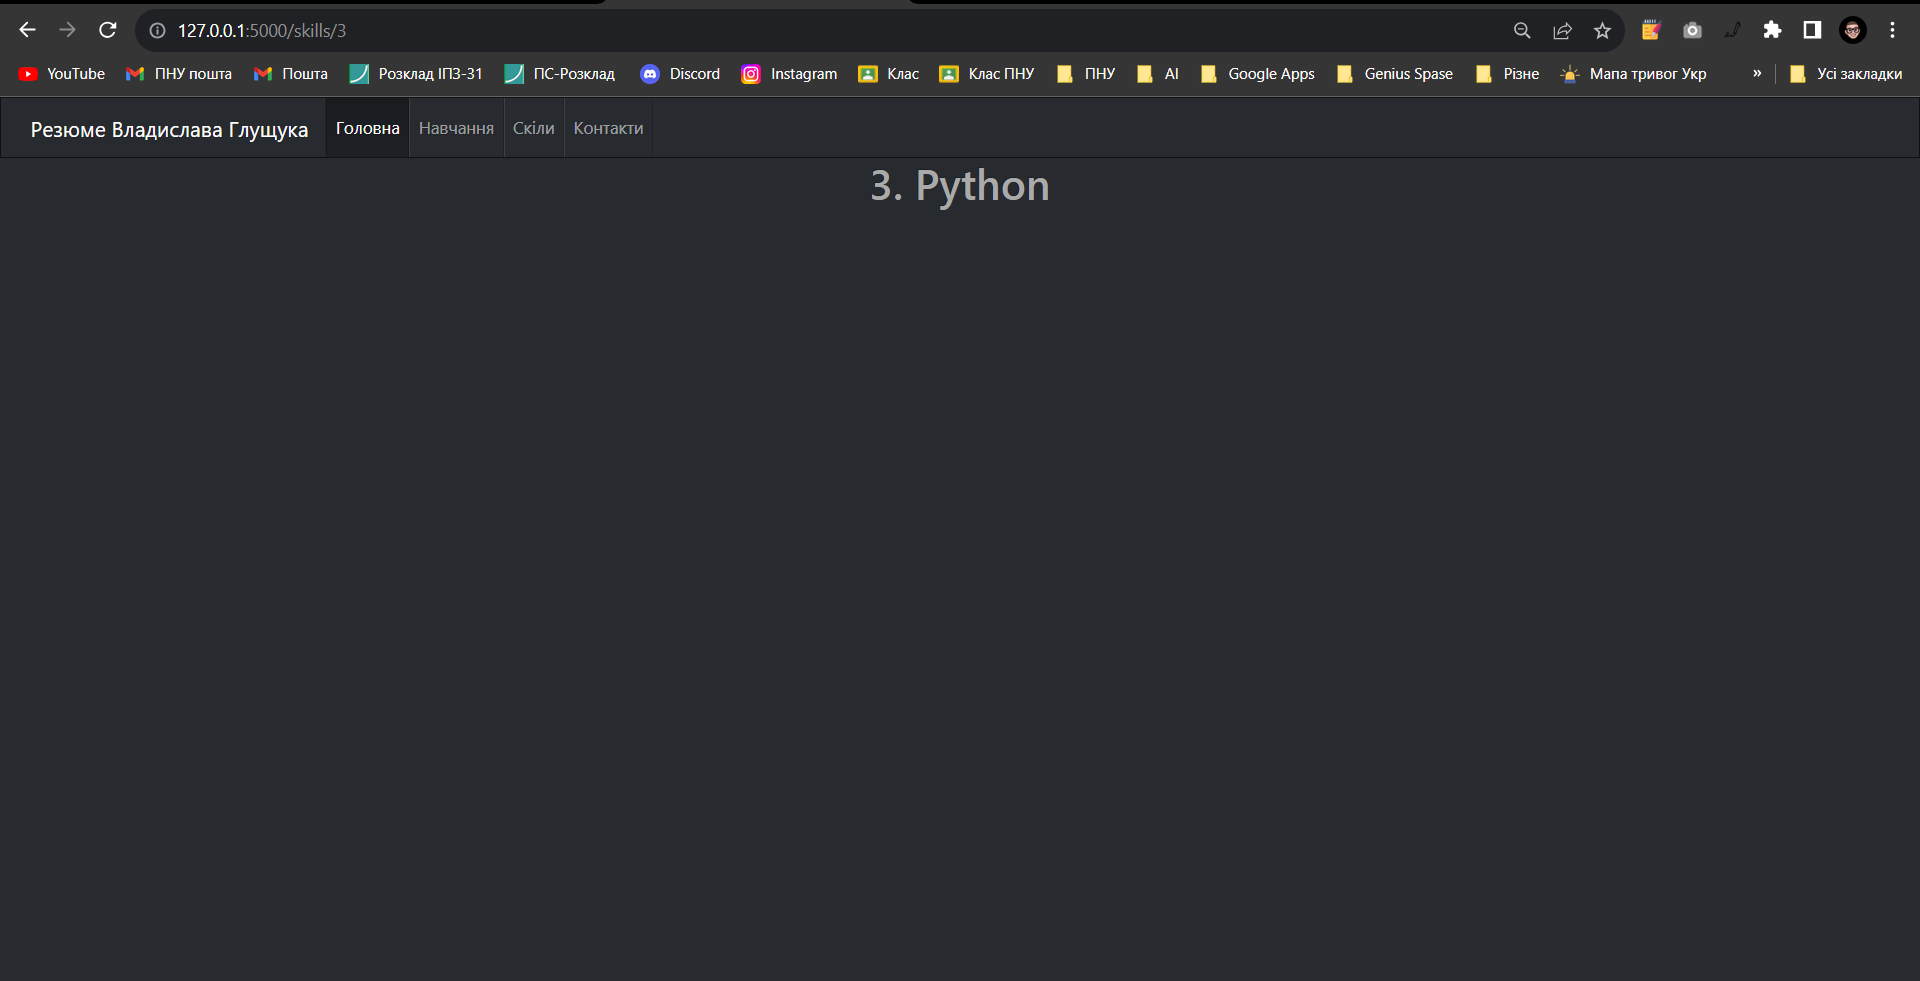 127.0.0.1:5000/skills/3
YouTube ПНУ пошта Пошта Розклад ІПЗ-31 ПС-Розклад Discord Instagram Клас Клас ПНУ ПНУ AI Google Apps Genius Spase Різне Мапа тривог Укр » Усі закладки
Резюме Владислава Глущука Головна Навчання Скіли Контакти
3. Python